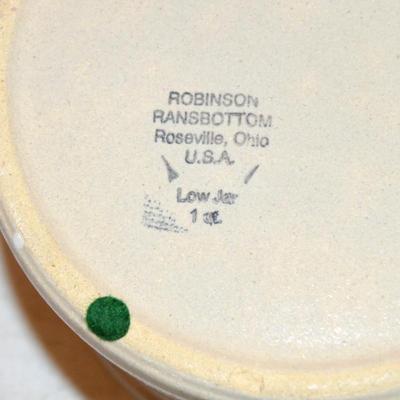 ROBINSON
RANSBOTTOM
Roseville, Ohio
U.S.A.
Low Jar
1 qt.